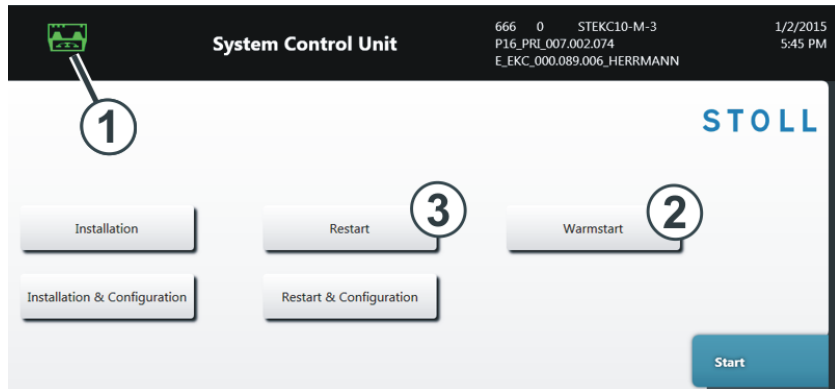 System Control Unit
666 0 STEKC10-M-3
P16_PRI_007.002.074
E_EKC_000.089.006_HERRMANN
1/2/2015
5:45 PM
1
STOLL
Installation
Restart
3
Warmstart
2
Installation & Configuration
Restart & Configuration
Start